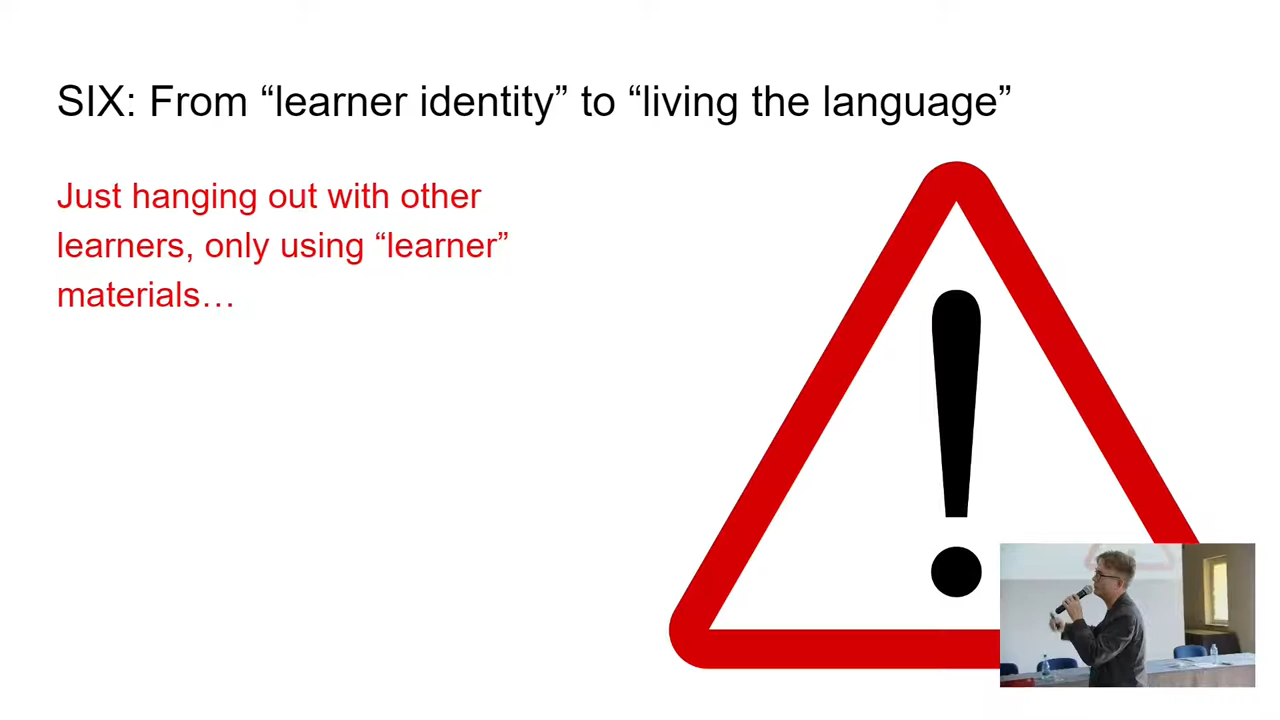 SIX: From “learner identity” to “living the language”
Just hanging out with other
learners, only using “learner”
materials…